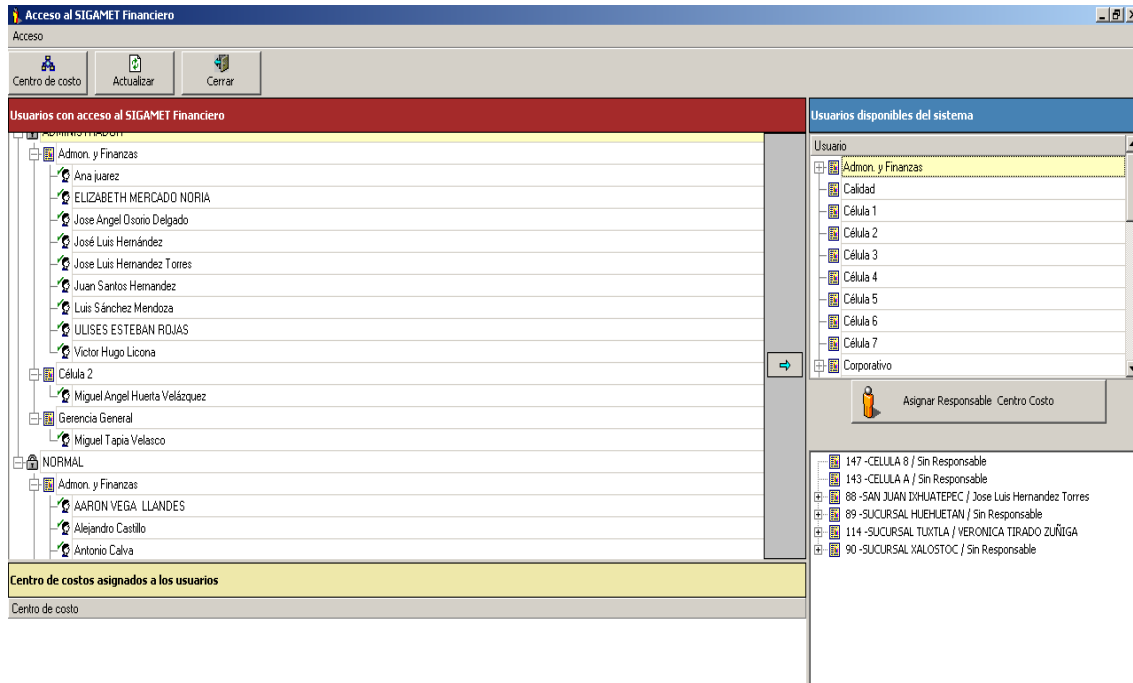 Acceso al SIGAMET Financiero
Acceso
Centro de costo
Actualizar
Cerrar
Usuarios con acceso al SIGAMET Financiero
ADMINISTRADOR
Admon. y Finanzas
Ana juarez
ELIZABETH MERCADO NORIA
Jose Angel Osorio Delgado
José Luis Hernández
Jose Luis Hernandez Torres
Juan Santos Hernandez
Luis Sánchez Mendoza
ULISES ESTEBAN ROJAS
Victor Hugo Licona
Célula 2
Miguel Angel Huerta Velázquez
Gerencia General
Miguel Tapia Velasco
NORMAL
Admon. y Finanzas
AARON VEGA LLANDES
Alejandro Castillo
Antonio Calva
Centro de costos asignados a los usuarios
Centro de costo
Usuarios disponibles del sistema
Usuario
Admon. y Finanzas
Calidad
Célula 1
Célula 2
Célula 3
Célula 4
Célula 5
Célula 6
Célula 7
Corporativo
Asignar Responsable Centro Costo
147 -CELULA 8 / Sin Responsable
143 -CELULA A / Sin Responsable
88 -SAN JUAN IXHUATEPEC / Jose Luis Hernandez Torres
89 -SUCURSAL HUEHUETAN / Sin Responsable
114 -SUCURSAL TUXTLA / VERONICA TIRADO ZUÑIGA
90 -SUCURSAL XALOSTOC / Sin Responsable